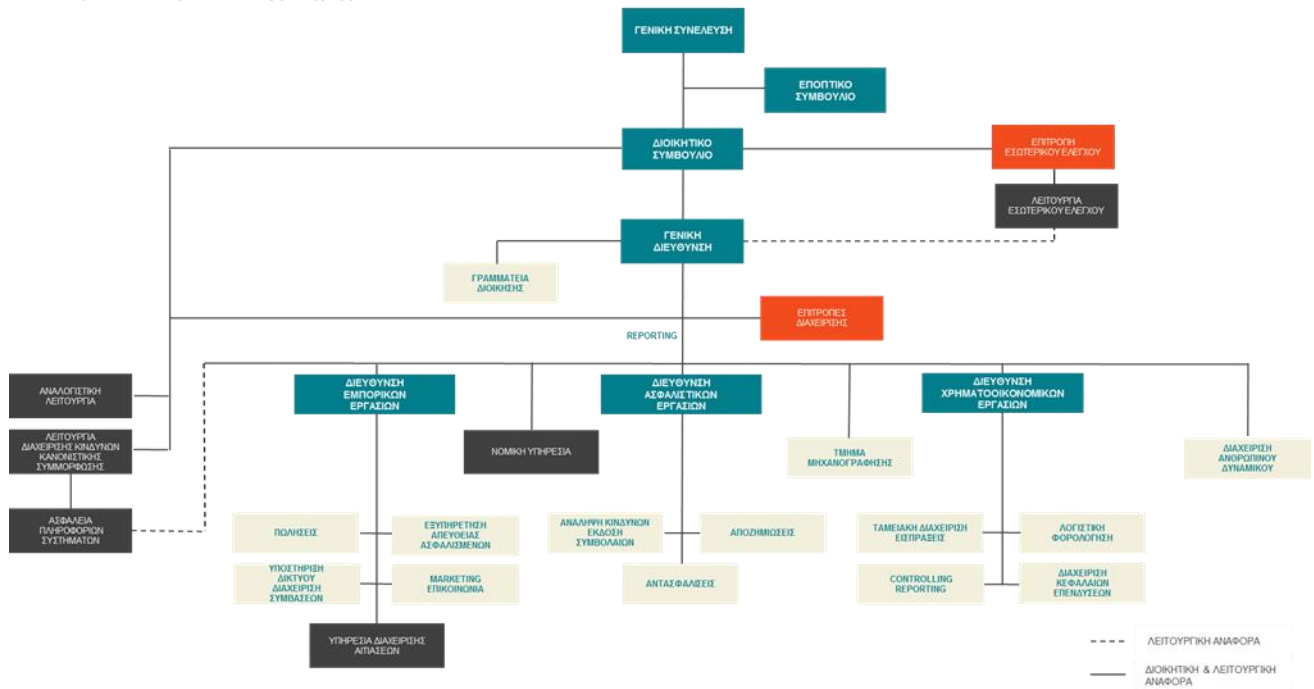 ΓΕΝΙΚΗ ΣΥΝΕΛΕΥΣΗ
ΕΠΟΠΤΙΚΟ
ΣΥΜΒΟΥΛΙΟ
ΔΙΟΙΚΗΤΙΚΟ
ΣΥΜΒΟΥΛΙΟ
ΕΠΙΤΡΟΠΗ
ΕΣΩΤΕΡΙΚΟΥ ΕΛΕΓΧΟΥ
ΛΕΙΤΟΥΡΓΙΑ
ΕΣΩΤΕΡΙΚΟΥ ΕΛΕΓΧΟΥ
ΓΕΝΙΚΗ
ΔΙΕΥΘΥΝΣΗ
ΓΡΑΜΜΑΤΕΙΑ
ΔΙΟΙΚΗΣΗΣ
ΕΠΙΤΡΟΠΕΣ
ΔΙΑΧΕΙΡΙΣΗΣ
REPORTING
ΑΝΑΛΟΓΙΣΤΙΚΗ
ΛΕΙΤΟΥΡΓΙΑ
ΔΙΕΥΘΥΝΣΗ
ΕΜΠΟΡΙΚΩΝ
ΕΡΓΑΣΙΩΝ
ΔΙΕΥΘΥΝΣΗ
ΑΣΦΑΛΙΣΤΙΚΩΝ
ΕΡΓΑΣΙΩΝ
ΔΙΕΥΘΥΝΣΗ
ΧΡΗΜΑΤΟΟΙΚΟΝΟΜΙΚΩΝ
ΕΡΓΑΣΙΩΝ
ΛΕΙΤΟΥΡΓΙΑ
ΔΙΑΧΕΙΡΙΣΗΣ ΚΙΝΔΥΝΩΝ
ΚΑΝΟΝΙΣΤΙΚΗΣ
ΣΥΜΜΟΡΦΩΣΗΣ
ΝΟΜΙΚΗ ΥΠΗΡΕΣΙΑ
ΤΜΗΜΑ
ΜΗΧΑΝΟΓΡΑΦΗΣΗΣ
ΔΙΑΧΕΙΡΙΣΗ
ΑΝΘΡΩΠΙΝΟΥ
ΔΥΝΑΜΙΚΟΥ
ΑΣΦΑΛΕΙΑ
ΠΛΗΡΟΦΟΡΙΩΝ
ΣΥΣΤΗΜΑΤΩΝ
ΠΩΛΗΣΕΙΣ
ΕΞΥΠΗΡΕΤΗΣΗ
ΑΠΕΥΘΕΙΑΣ
ΑΣΦΑΛΙΣΜΕΝΩΝ
ΑΝΑΛΗΨΗ ΚΙΝΔΥΝΩΝ
ΕΚΔΟΣΗ
ΣΥΜΒΟΛΑΙΩΝ
ΑΠΟΖΗΜΙΩΣΕΙΣ
ΤΑΜΕΙΑΚΗ ΔΙΑΧΕΙΡΙΣΗ
ΕΙΣΠΡΑΞΕΙΣ
ΛΟΓΙΣΤΙΚΗ
ΦΟΡΟΛΟΓΗΣΗ
ΥΠΟΣΤΗΡΙΞΗ
ΔΙΚΤΥΟΥ
ΔΙΑΧΕΙΡΙΣΗ
ΣΥΜΒΑΣΕΩΝ
MARKETING
ΕΠΙΚΟΙΝΩΝΙΑ
ΑΝΤΑΣΦΑΛΙΣΕΙΣ
CONTROLLING
REPORTING
ΔΙΑΧΕΙΡΙΣΗ
ΚΕΦΑΛΑΙΩΝ
ΕΠΕΝΔΥΣΕΩΝ
ΥΠΗΡΕΣΙΑ ΔΙΑΧΕΙΡΙΣΗΣ
ΑΙΤΙΑΣΕΩΝ
ΛΕΙΤΟΥΡΓΙΚΗ ΑΝΑΦΟΡΑ
ΔΙΟΙΚΗΤΙΚΗ & ΛΕΙΤΟΥΡΓΙΚΗ
ΑΝΑΦΟΡΑ